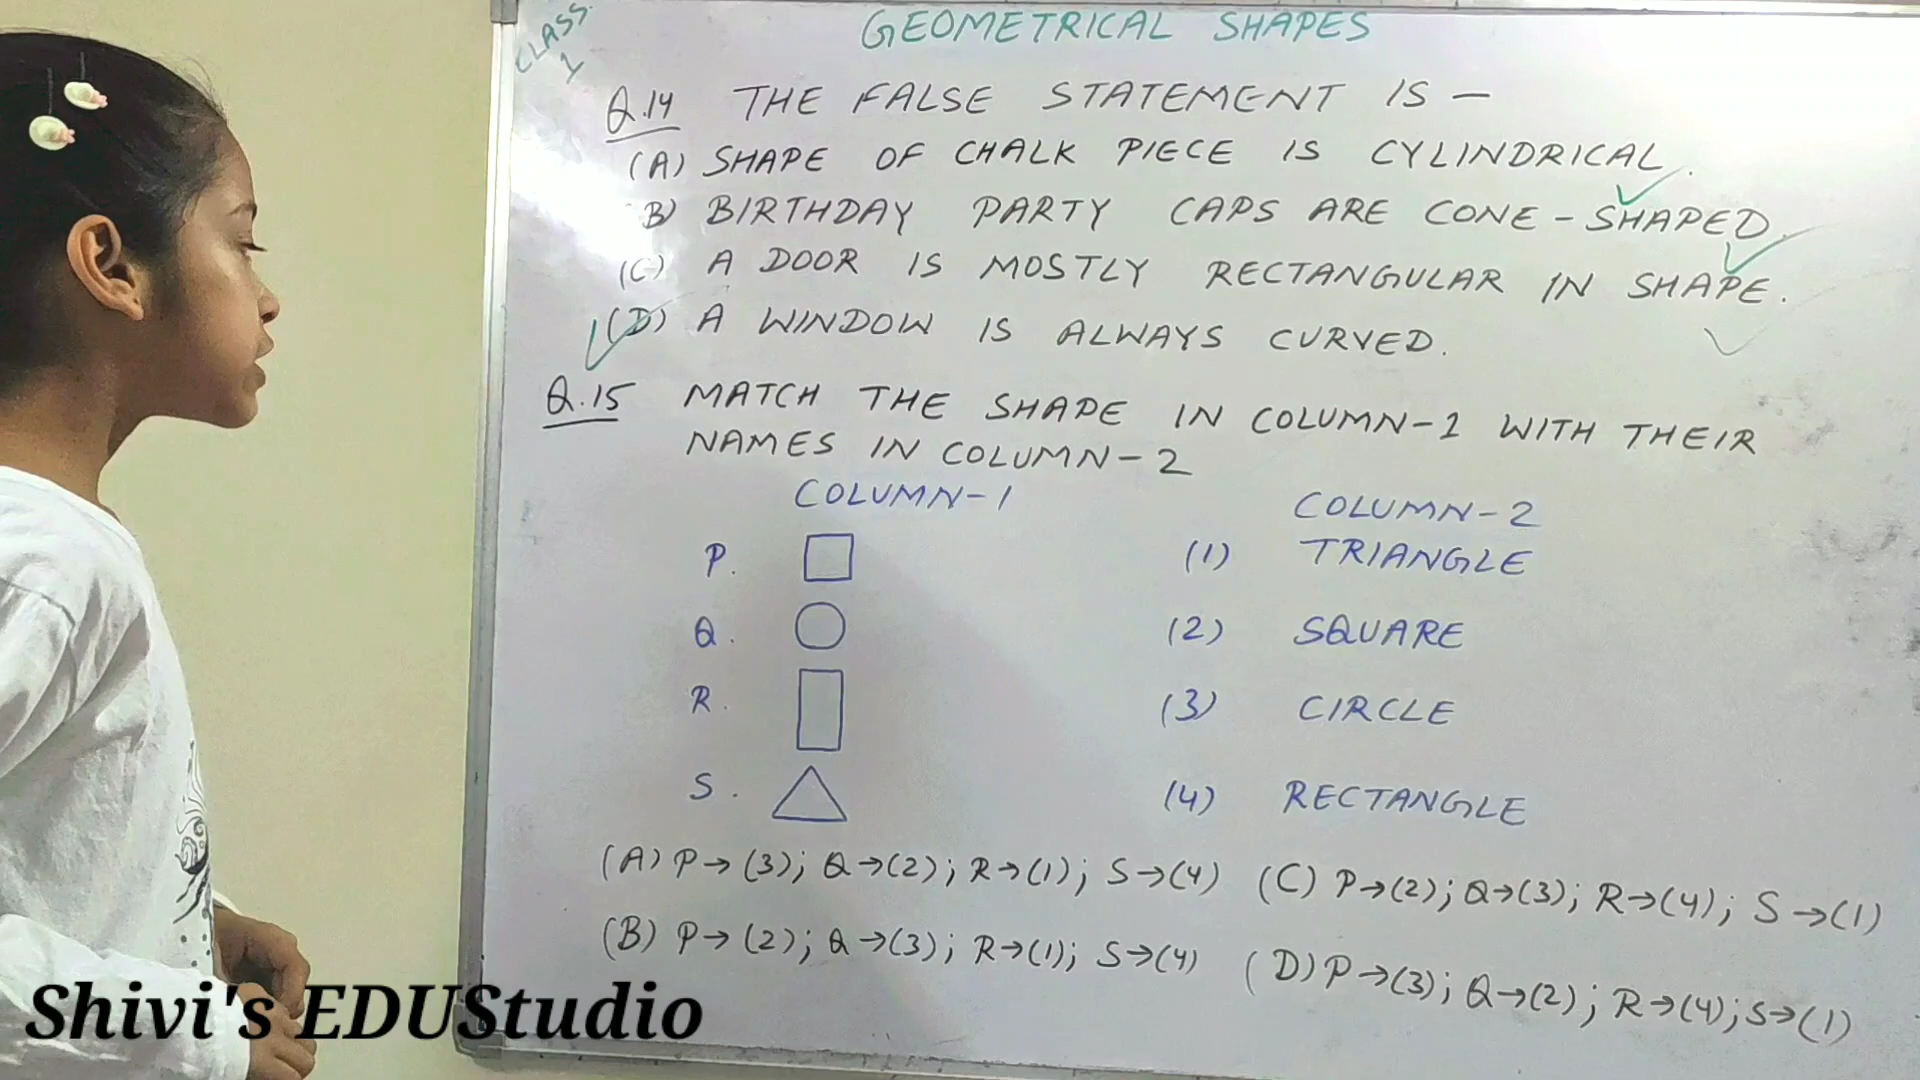 CLASS
1
GEOMETRICAL SHAPES
Q.14 THE FALSE STATEMENT IS —
(A) SHAPE OF CHALK PIECE IS CYLINDRICAL.
B) BIRTHDAY PARTY CAPS ARE CONE-SHAPED.
(C) A DOOR IS MOSTLY RECTANGULAR IN SHAPE.
(D) A WINDOW IS ALWAYS CURVED.
Q.15 MATCH THE SHAPE IN COLUMN-1 WITH THEIR
NAMES IN COLUMN-2
COLUMN-1 COLUMN-2
P. (1) TRIANGLE
Q. (2) SQUARE
R. (3) CIRCLE
S. (4) RECTANGLE
(A) P→(3); Q→(2); R→(1); S→(4) (C) P→(2); Q→(3); R→(4); S→(1)
(B) P→(2); Q→(3); R→(1); S→(4) (D) P→(3); Q→(2); R→(4); S→(1)
Shivi's EDUStudio